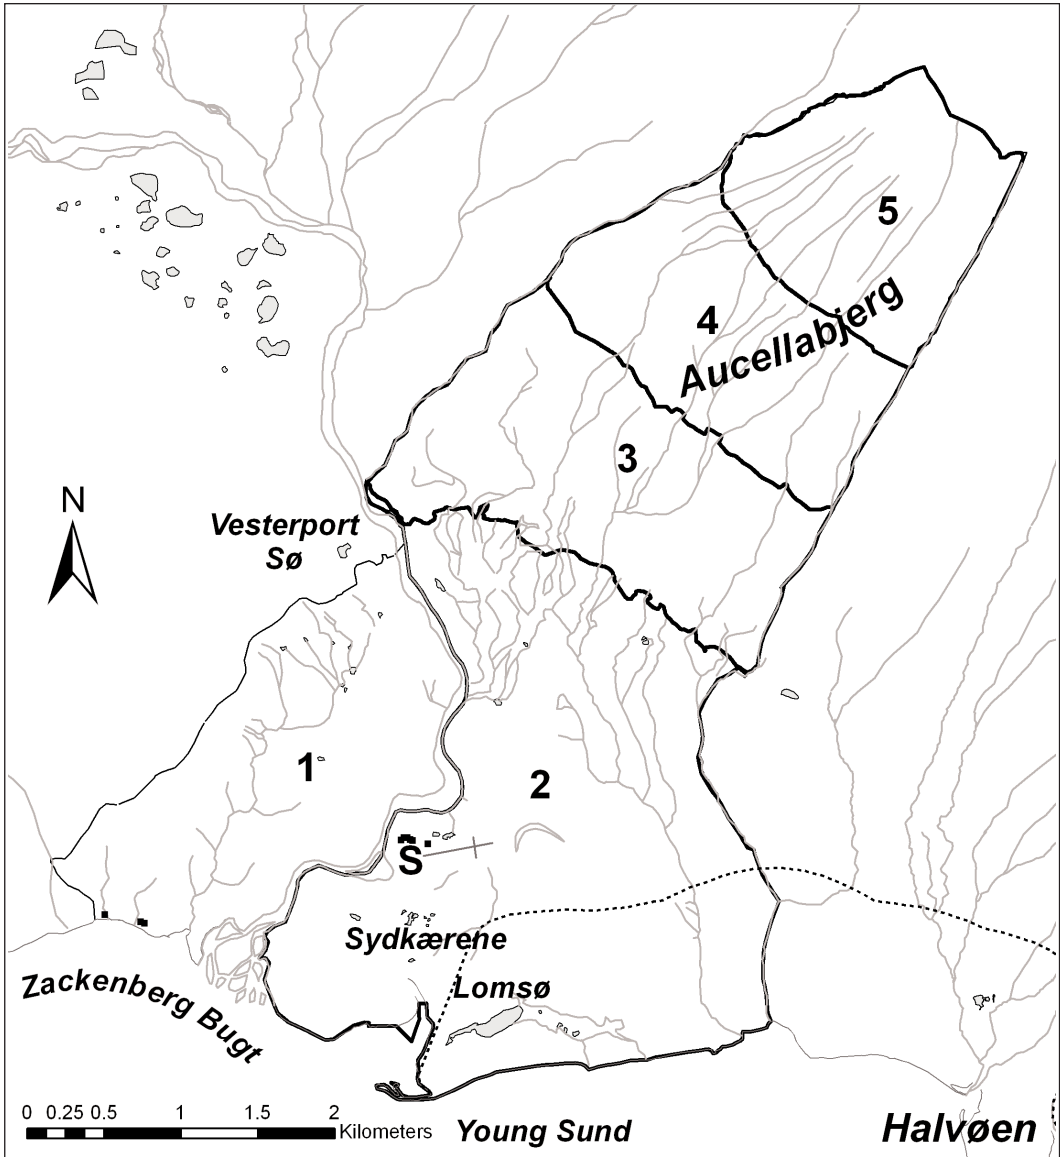 5
4
Aucellabjerg
3
N
Vesterport
Sø
1
2
S
Sydkærene
Lomsø
Zackenberg Bugt
0 0.25 0.5 1 1.5 2
Kilometers
Young Sund
Halvøen